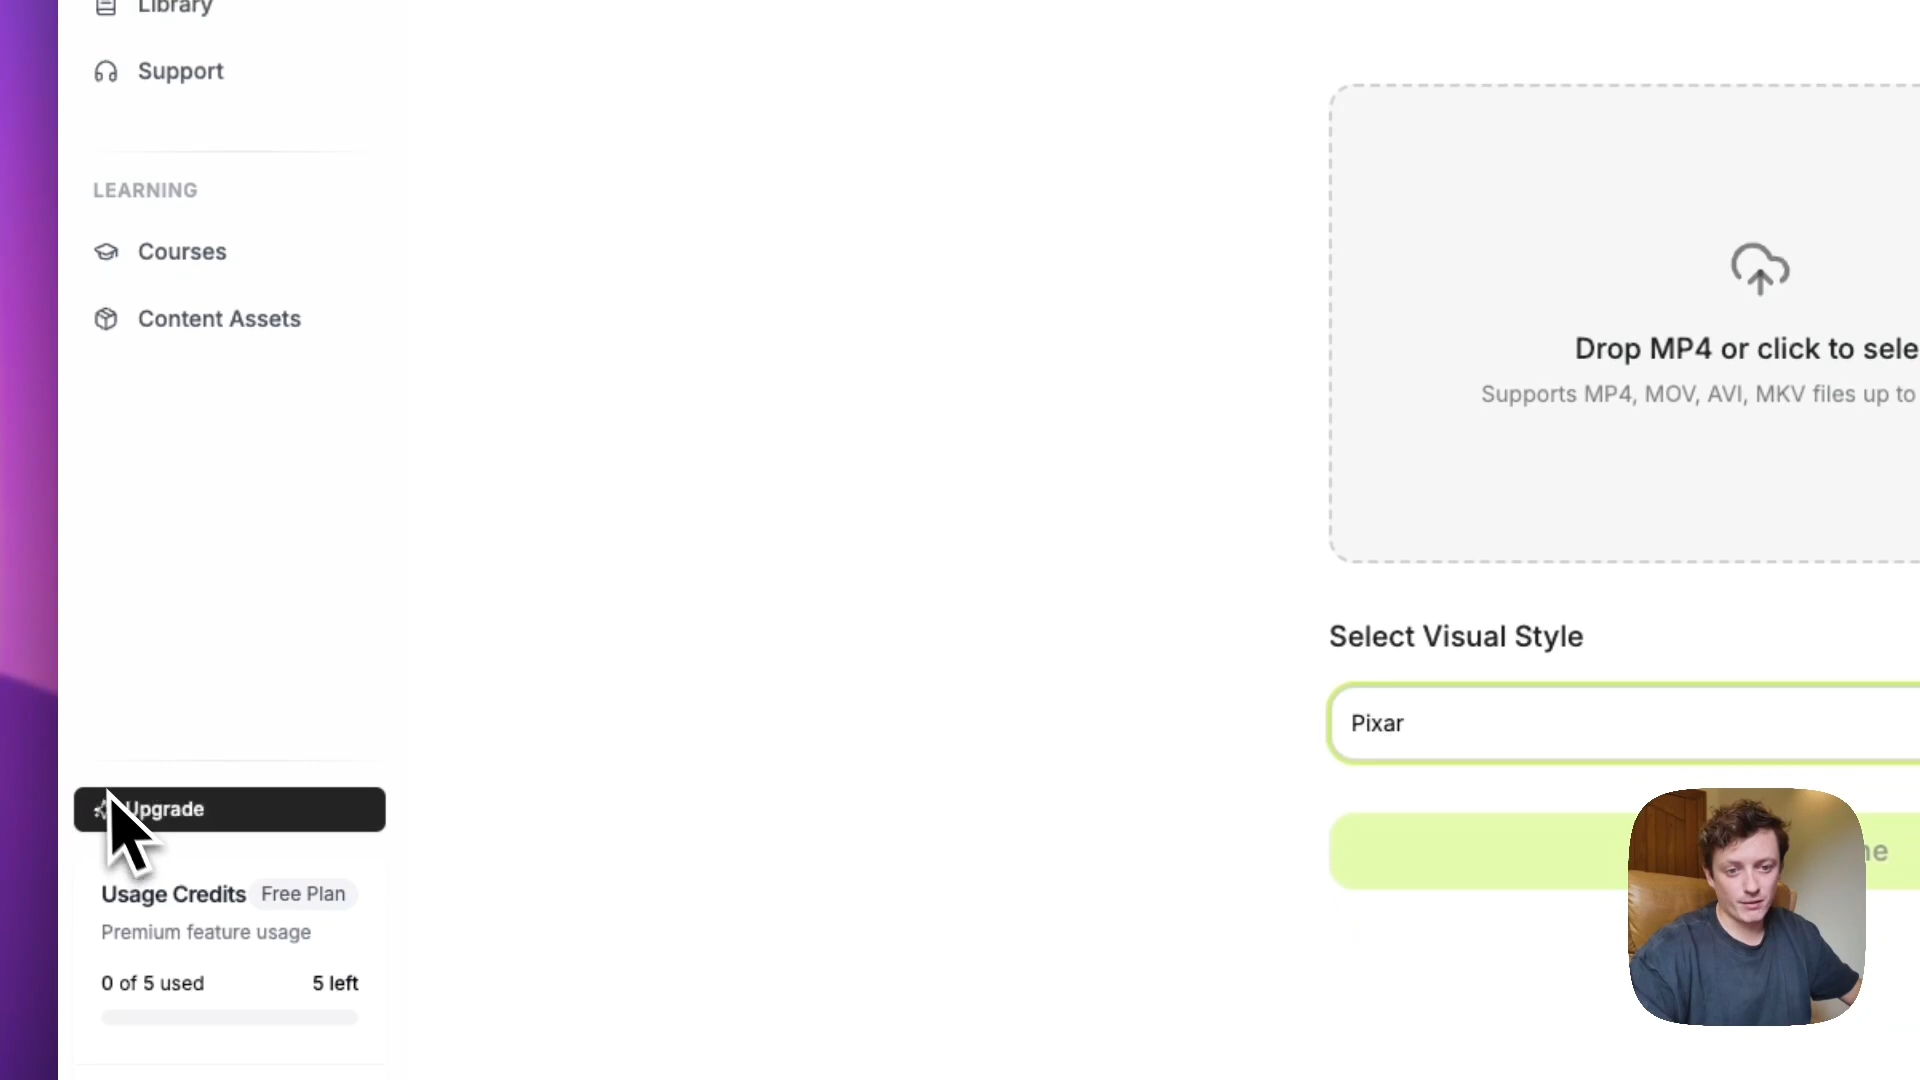 Library
Support
LEARNING
Courses
Content Assets
Drop MP4 or click to sele
Supports MP4, MOV, AVI, MKV files up to
Select Visual Style
Pixar
Upgrade
Usage Credits
Free Plan
Premium feature usage
0 of 5 used
5 left